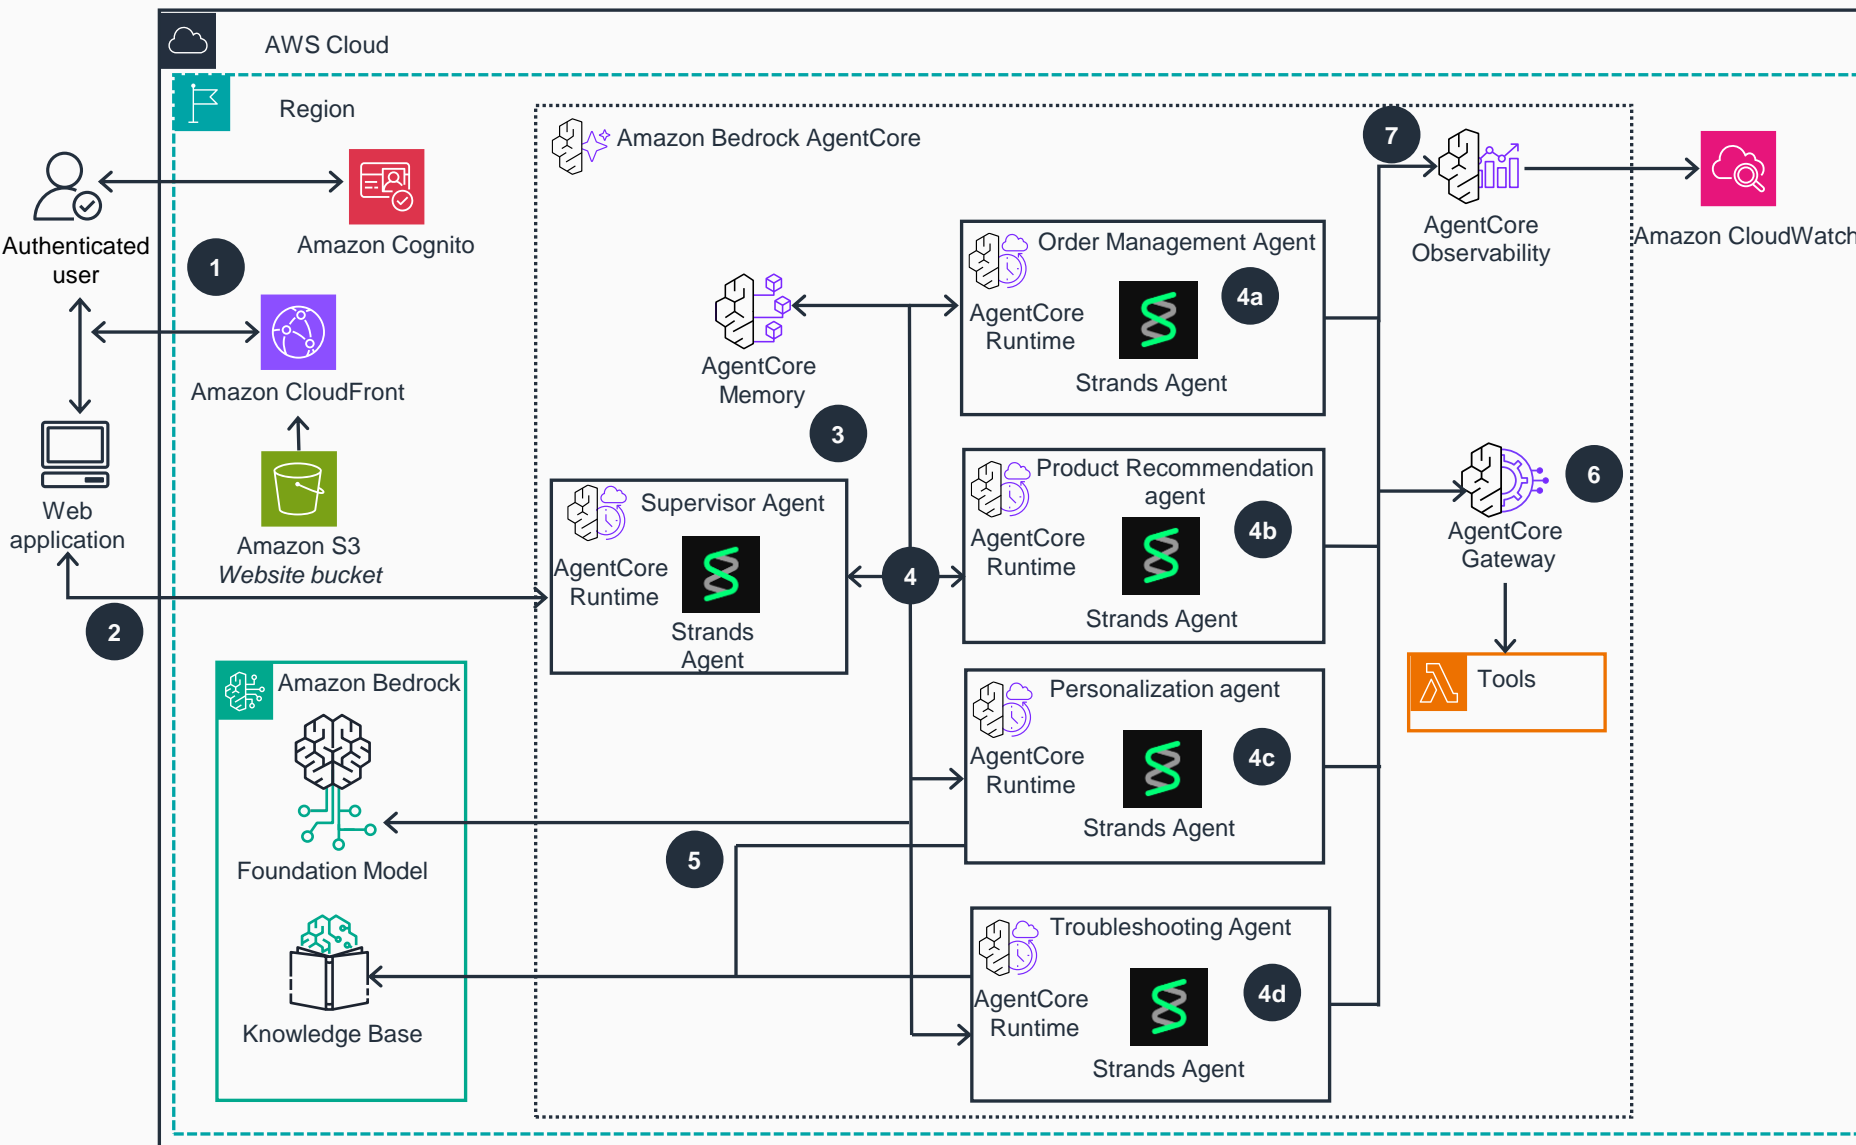 AWS Cloud
Region
Amazon Bedrock AgentCore
7
Authenticated
user
Amazon Cognito
1
Amazon CloudFront
Web
application
Amazon S3
Website bucket
2
AgentCore
Memory
3
Supervisor Agent
AgentCore
Runtime
Strands
Agent
4
Order Management Agent
4a
AgentCore
Runtime
Strands Agent
Product Recommendation
agent
4b
AgentCore
Runtime
Strands Agent
Personalization agent
4c
AgentCore
Runtime
Strands Agent
Troubleshooting Agent
4d
AgentCore
Runtime
Strands Agent
AgentCore
Observability
Amazon CloudWatch
6
AgentCore
Gateway
Tools
Amazon Bedrock
Foundation Model
5
Knowledge Base